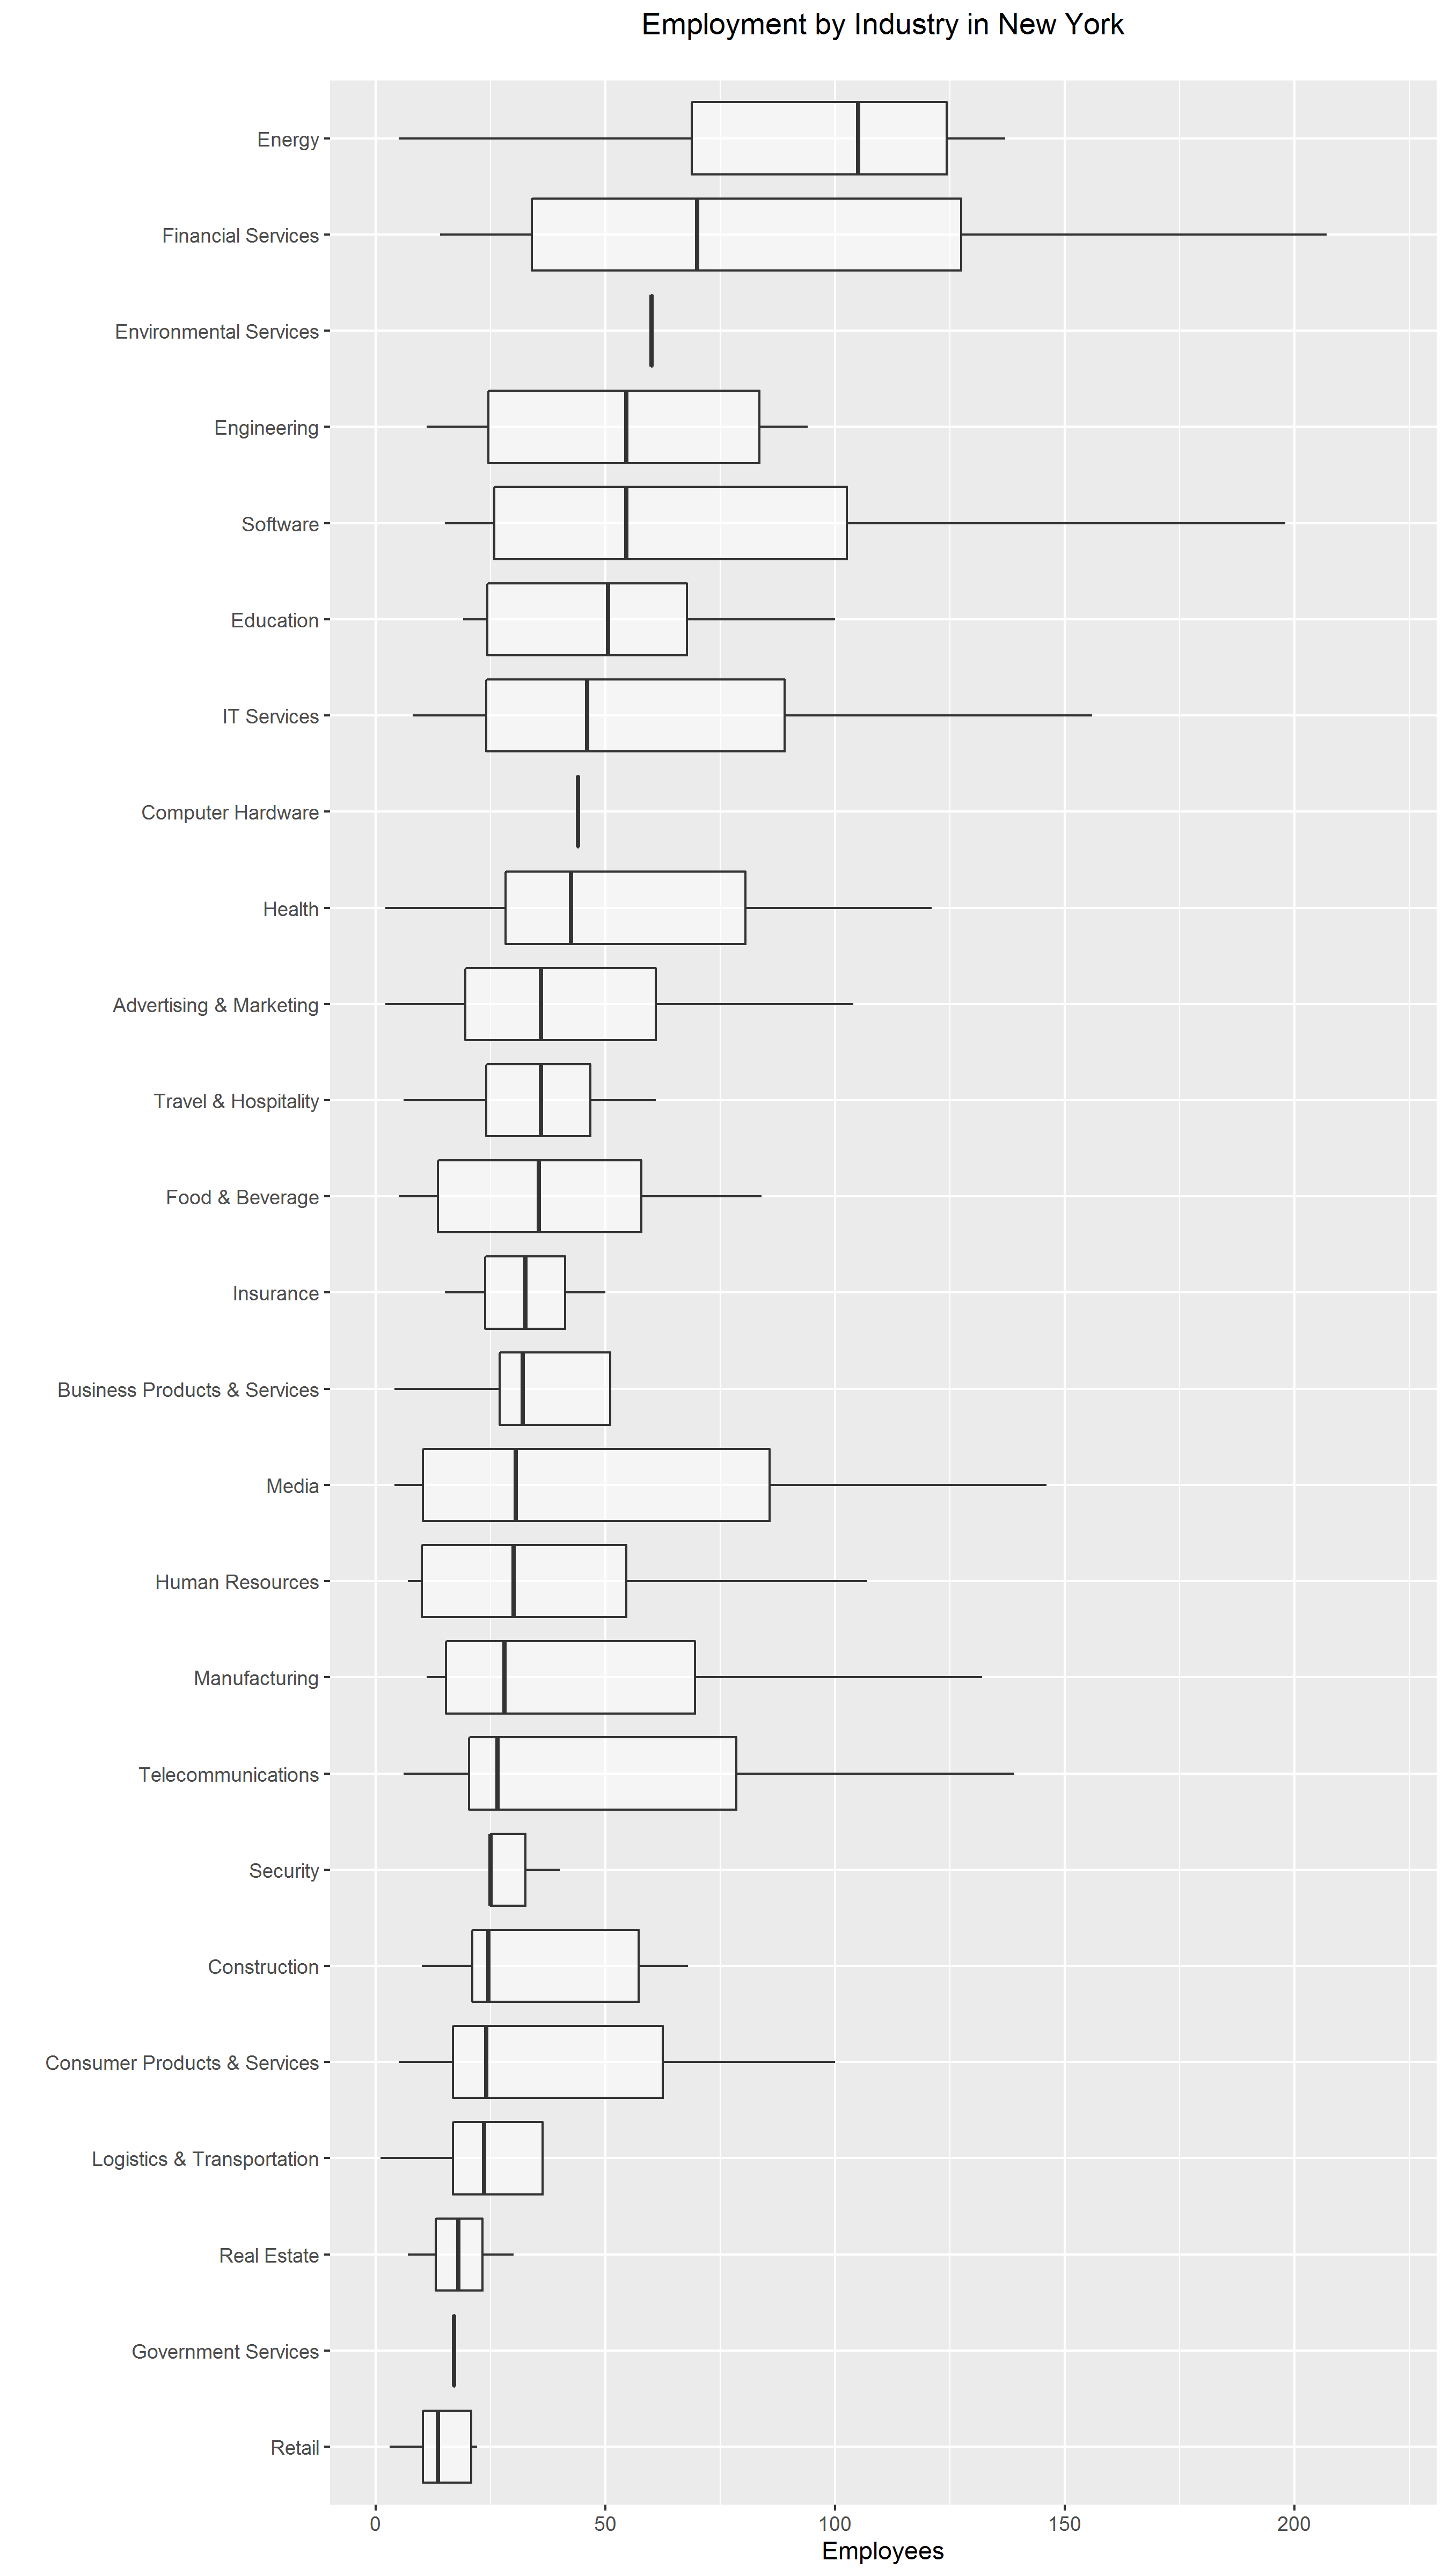 Employment by Industry in New York
Energy
Financial Services
Environmental Services
Engineering
Software
Education
IT Services
Computer Hardware
Health
Advertising & Marketing
Travel & Hospitality
Food & Beverage
Insurance
Business Products & Services
Media
Human Resources
Manufacturing
Telecommunications
Security
Construction
Consumer Products & Services
Logistics & Transportation
Real Estate
Government Services
Retail
0 50 100 150 200
Employees